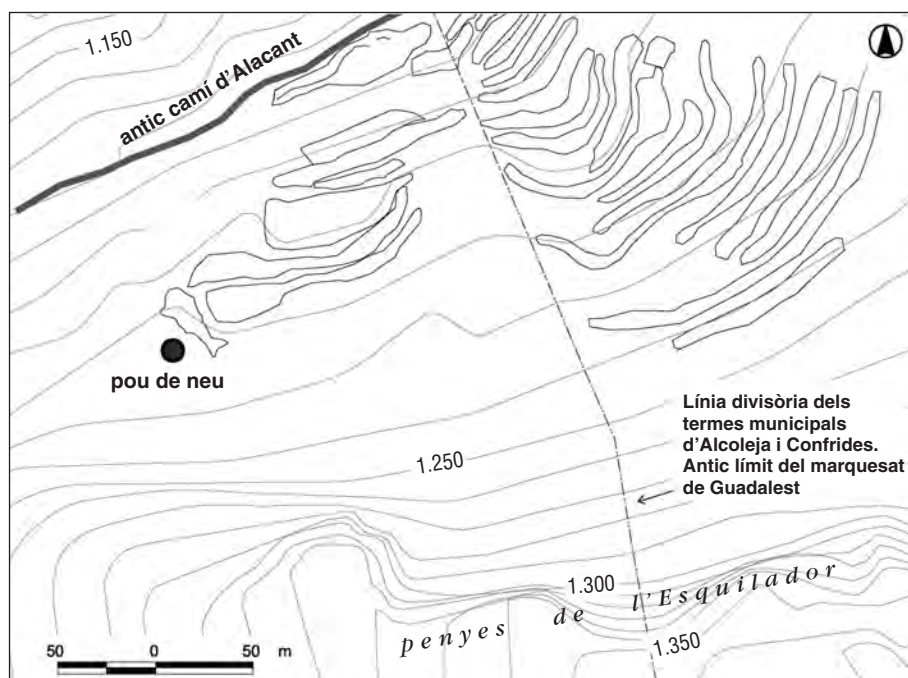 1.150
antic camí d'Alacant
pou de neu
Línia divisòria dels
termes municipals
d'Alcoleja i Confrides.
Antic límit del marquesat
de Guadalest
1.250
1.300
penyes de l'Esquilador
1.350
50 0 50 m